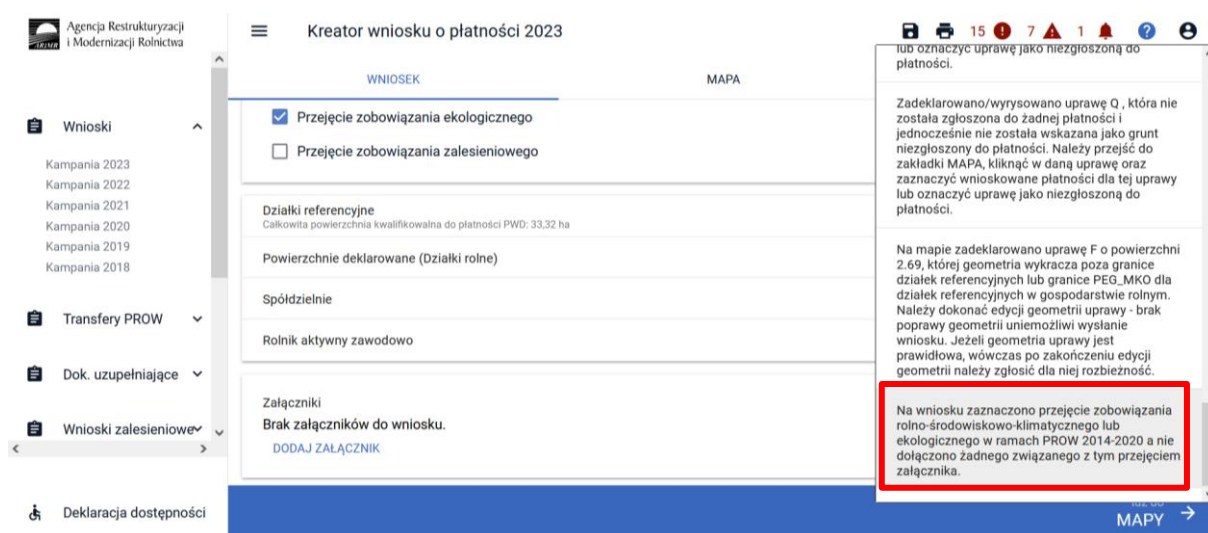 Agencja Restrukturyzacji
i Modernizacji Rolnictwa
ARiMR
Wnioski
Kampania 2023
Kampania 2022
Kampania 2021
Kampania 2020
Kampania 2019
Kampania 2018
Transfery PROW
Dok. uzupełniające
Wnioski zalesieniowe
Deklaracja dostępności
Kreator wniosku o płatności 2023
15 7 1
WNIOSEK MAPA
Przejęcie zobowiązania ekologicznego
Przejęcie zobowiązania zalesieniowego
Działki referencyjne
Całkowita powierzchnia kwalifikowalna do płatności PWD: 33,32 ha
Powierzchnie deklarowane (Działki rolne)
Spółdzielnie
Rolnik aktywny zawodowo
Załączniki
Brak załączników do wniosku.
DODAJ ZAŁĄCZNIK
lub oznaczyć uprawę jako niezgłoszoną do
płatności.
Zadeklarowano/wyrysowano uprawę Q , która nie
została zgłoszona do żadnej płatności i
jednocześnie nie została wskazana jako grunt
niezgłoszony do płatności. Należy przejść do
zakładki MAPA, kliknąć w daną uprawę oraz
zaznaczyć wnioskowane płatności dla tej uprawy
lub oznaczyć uprawę jako niezgłoszoną do
płatności.
Na mapie zadeklarowano uprawę F o powierzchni
2.69, której geometria wykracza poza granice
działek referencyjnych lub granice PEG_MKO dla
działek referencyjnych w gospodarstwie rolnym.
Należy dokonać edycji geometrii uprawy - brak
poprawy geometrii uniemożliwi wysłanie
wniosku. Jeżeli geometria uprawy jest
prawidłowa, wówczas po zakończeniu edycji
geometrii należy zgłosić dla niej rozbieżność.
Na wniosku zaznaczono przejęcie zobowiązania
rolno-środowiskowo-klimatycznego lub
ekologicznego w ramach PROW 2014-2020 a nie
dołączono żadnego związanego z tym przejęciem
załącznika.
MAPY